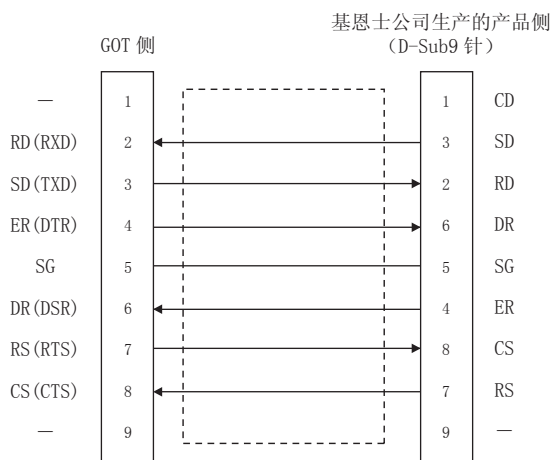 基恩士公司生产的产品侧
GOT 侧 （D-Sub9 针）
— 1 1 CD
RD(RXD) 2 3 SD
SD(TXD) 3 2 RD
ER(DTR) 4 6 DR
SG 5 5 SG
DR(DSR) 6 4 ER
RS(RTS) 7 8 CS
CS(CTS) 8 7 RS
— 9 9 —